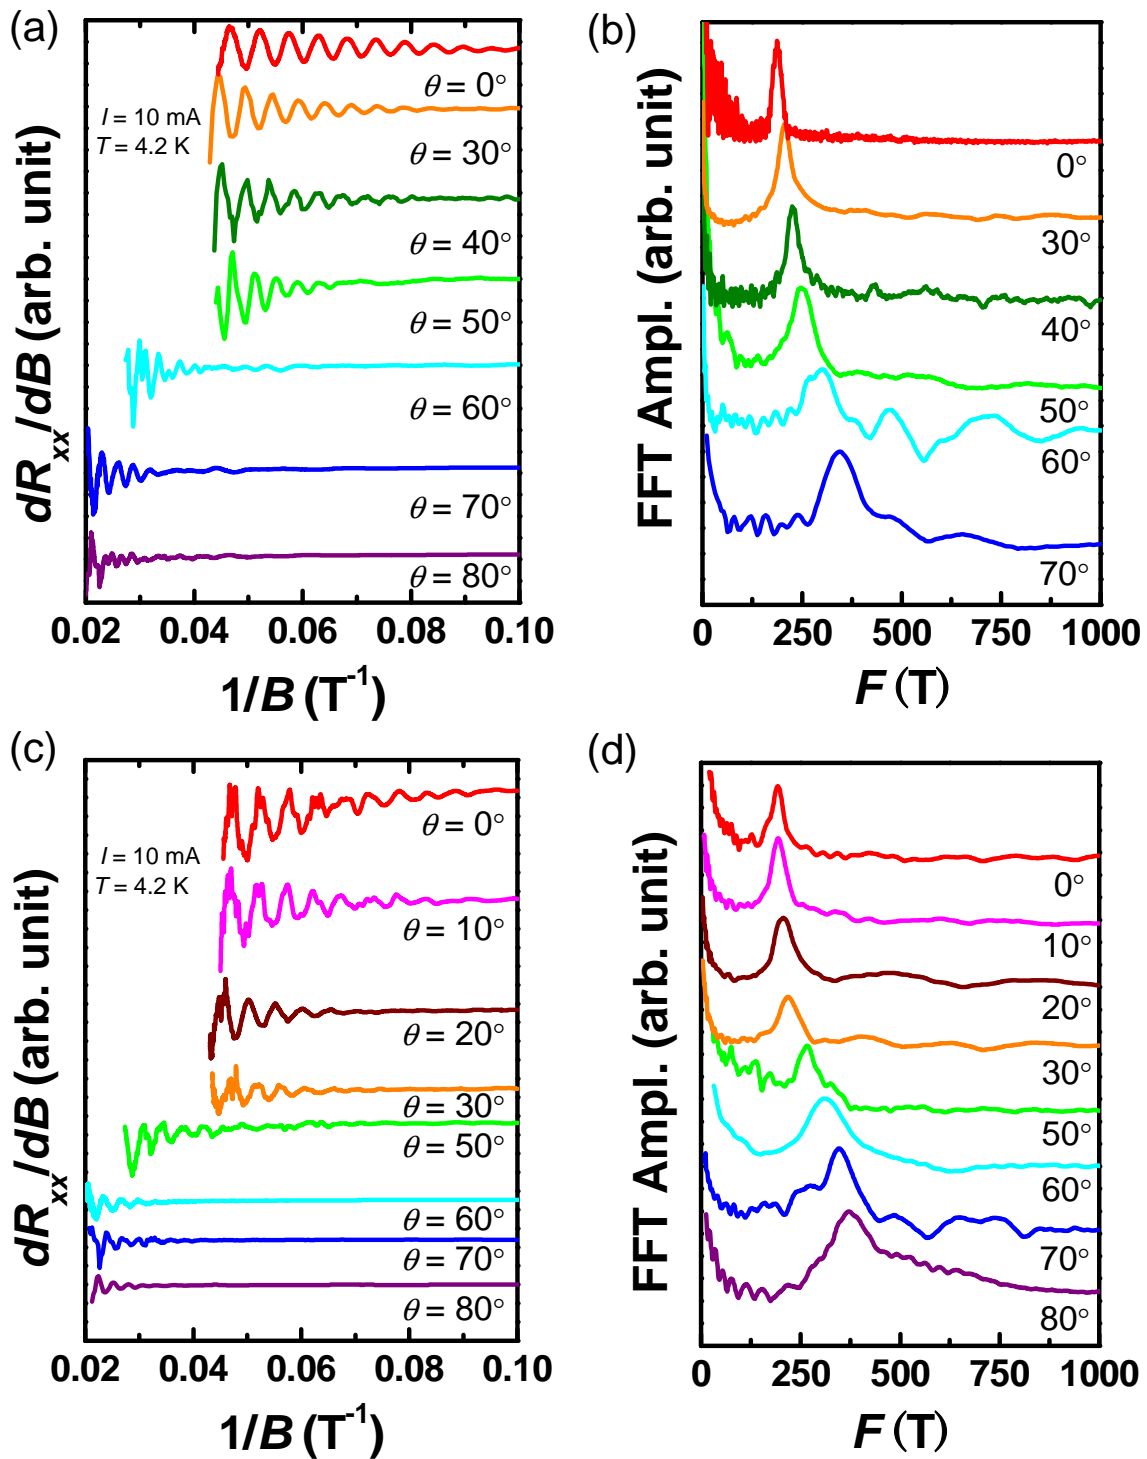 (a)
dRxx/dB (arb. unit)
I = 10 mA
T = 4.2 K
θ = 0°
θ = 30°
θ = 40°
θ = 50°
θ = 60°
θ = 70°
θ = 80°
0.02 0.04 0.06 0.08 0.10
1/B (T⁻¹)
(b)
FFT Ampl. (arb. unit)
0°
30°
40°
50°
60°
70°
0 250 500 750 1000
F (T)
(c)
dRxx/dB (arb. unit)
I = 10 mA
T = 4.2 K
θ = 0°
θ = 10°
θ = 20°
θ = 30°
θ = 50°
θ = 60°
θ = 70°
θ = 80°
0.02 0.04 0.06 0.08 0.10
1/B (T⁻¹)
(d)
FFT Ampl. (arb. unit)
0°
10°
20°
30°
50°
60°
70°
80°
0 250 500 750 1000
F (T)